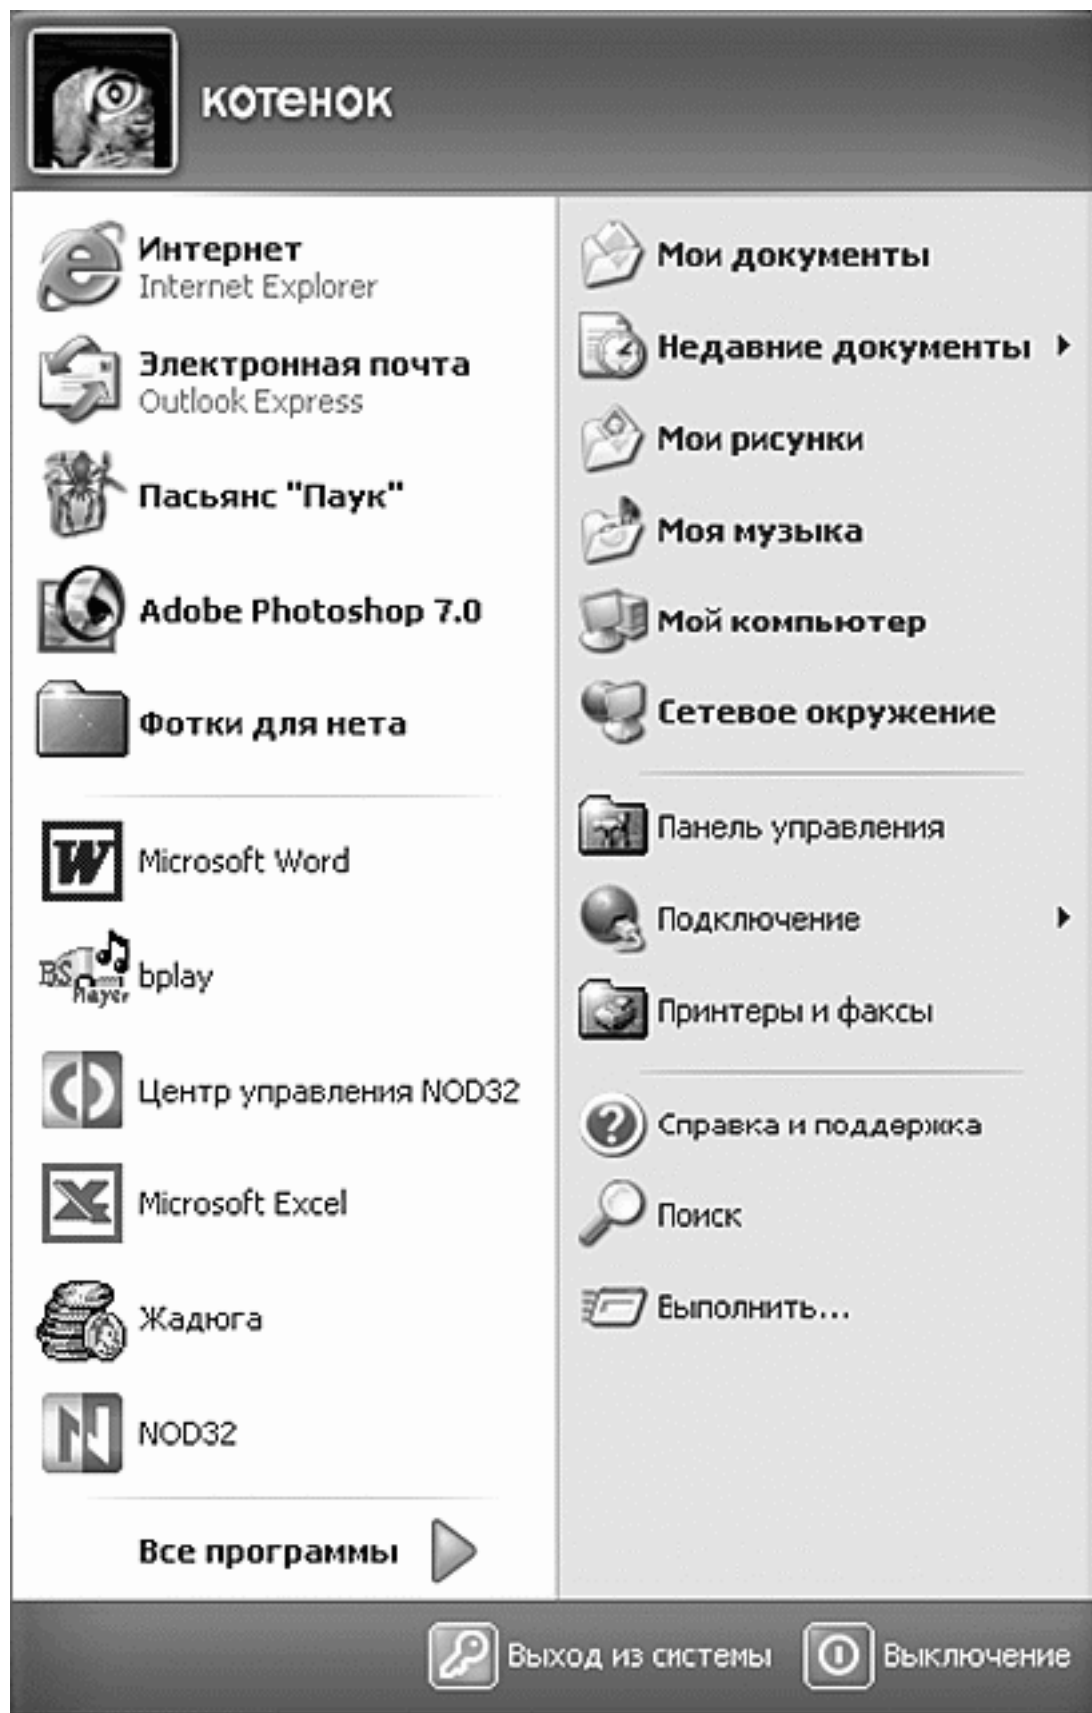 котенок
Интернет
Internet Explorer
Электронная почта
Outlook Express
Пасьянс "Паук"
Adobe Photoshop 7.0
Фотки для нета
W
Microsoft Word
BS Player
bplay
Центр управления NOD32
Microsoft Excel
Жадюга
NOD32
Все программы
Мои документы
Недавние документы
Мои рисунки
Моя музыка
Мой компьютер
Сетевое окружение
Панель управления
Подключение
Принтеры и факсы
Справка и поддержка
Поиск
Выполнить...
Выход из системы
Выключение